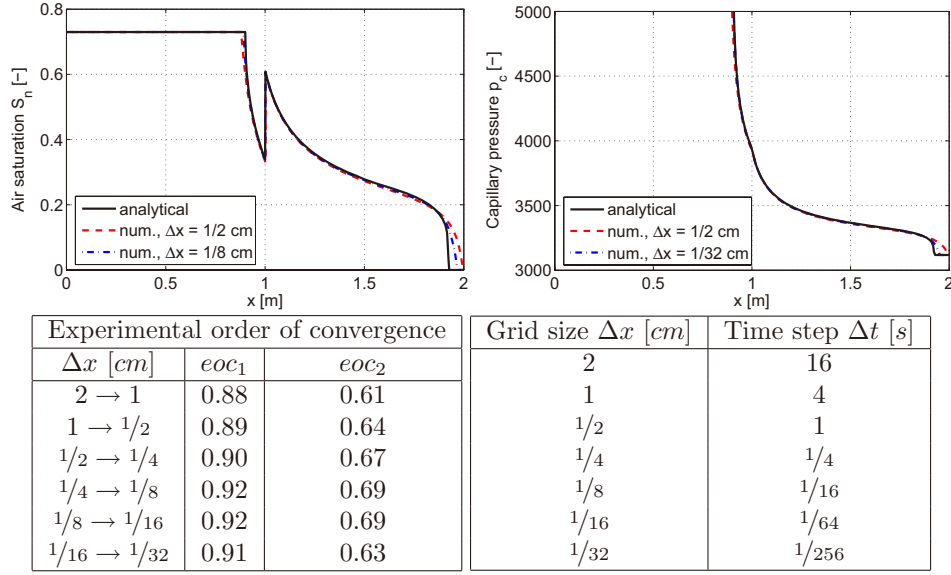 Air saturation Sₙ [−]
0.8
0.6
0.4
0.2
0
analytical
num., Δx = 1/2 cm
num., Δx = 1/8 cm
0 0.5 1 1.5 2
x [m]
Capillary pressure p_c [−]
5000
4500
4000
3500
3000
analytical
num., Δx = 1/2 cm
num., Δx = 1/32 cm
0 0.5 1 1.5 2
x [m]
Experimental order of convergence
Δx [cm] eoc₁ eoc₂
2 → 1 0.88 0.61
1 → 1/2 0.89 0.64
1/2 → 1/4 0.90 0.67
1/4 → 1/8 0.92 0.69
1/8 → 1/16 0.92 0.69
1/16 → 1/32 0.91 0.63
Grid size Δx [cm] Time step Δt [s]
2 16
1 4
1/2 1
1/4 1/4
1/8 1/16
1/16 1/64
1/32 1/256